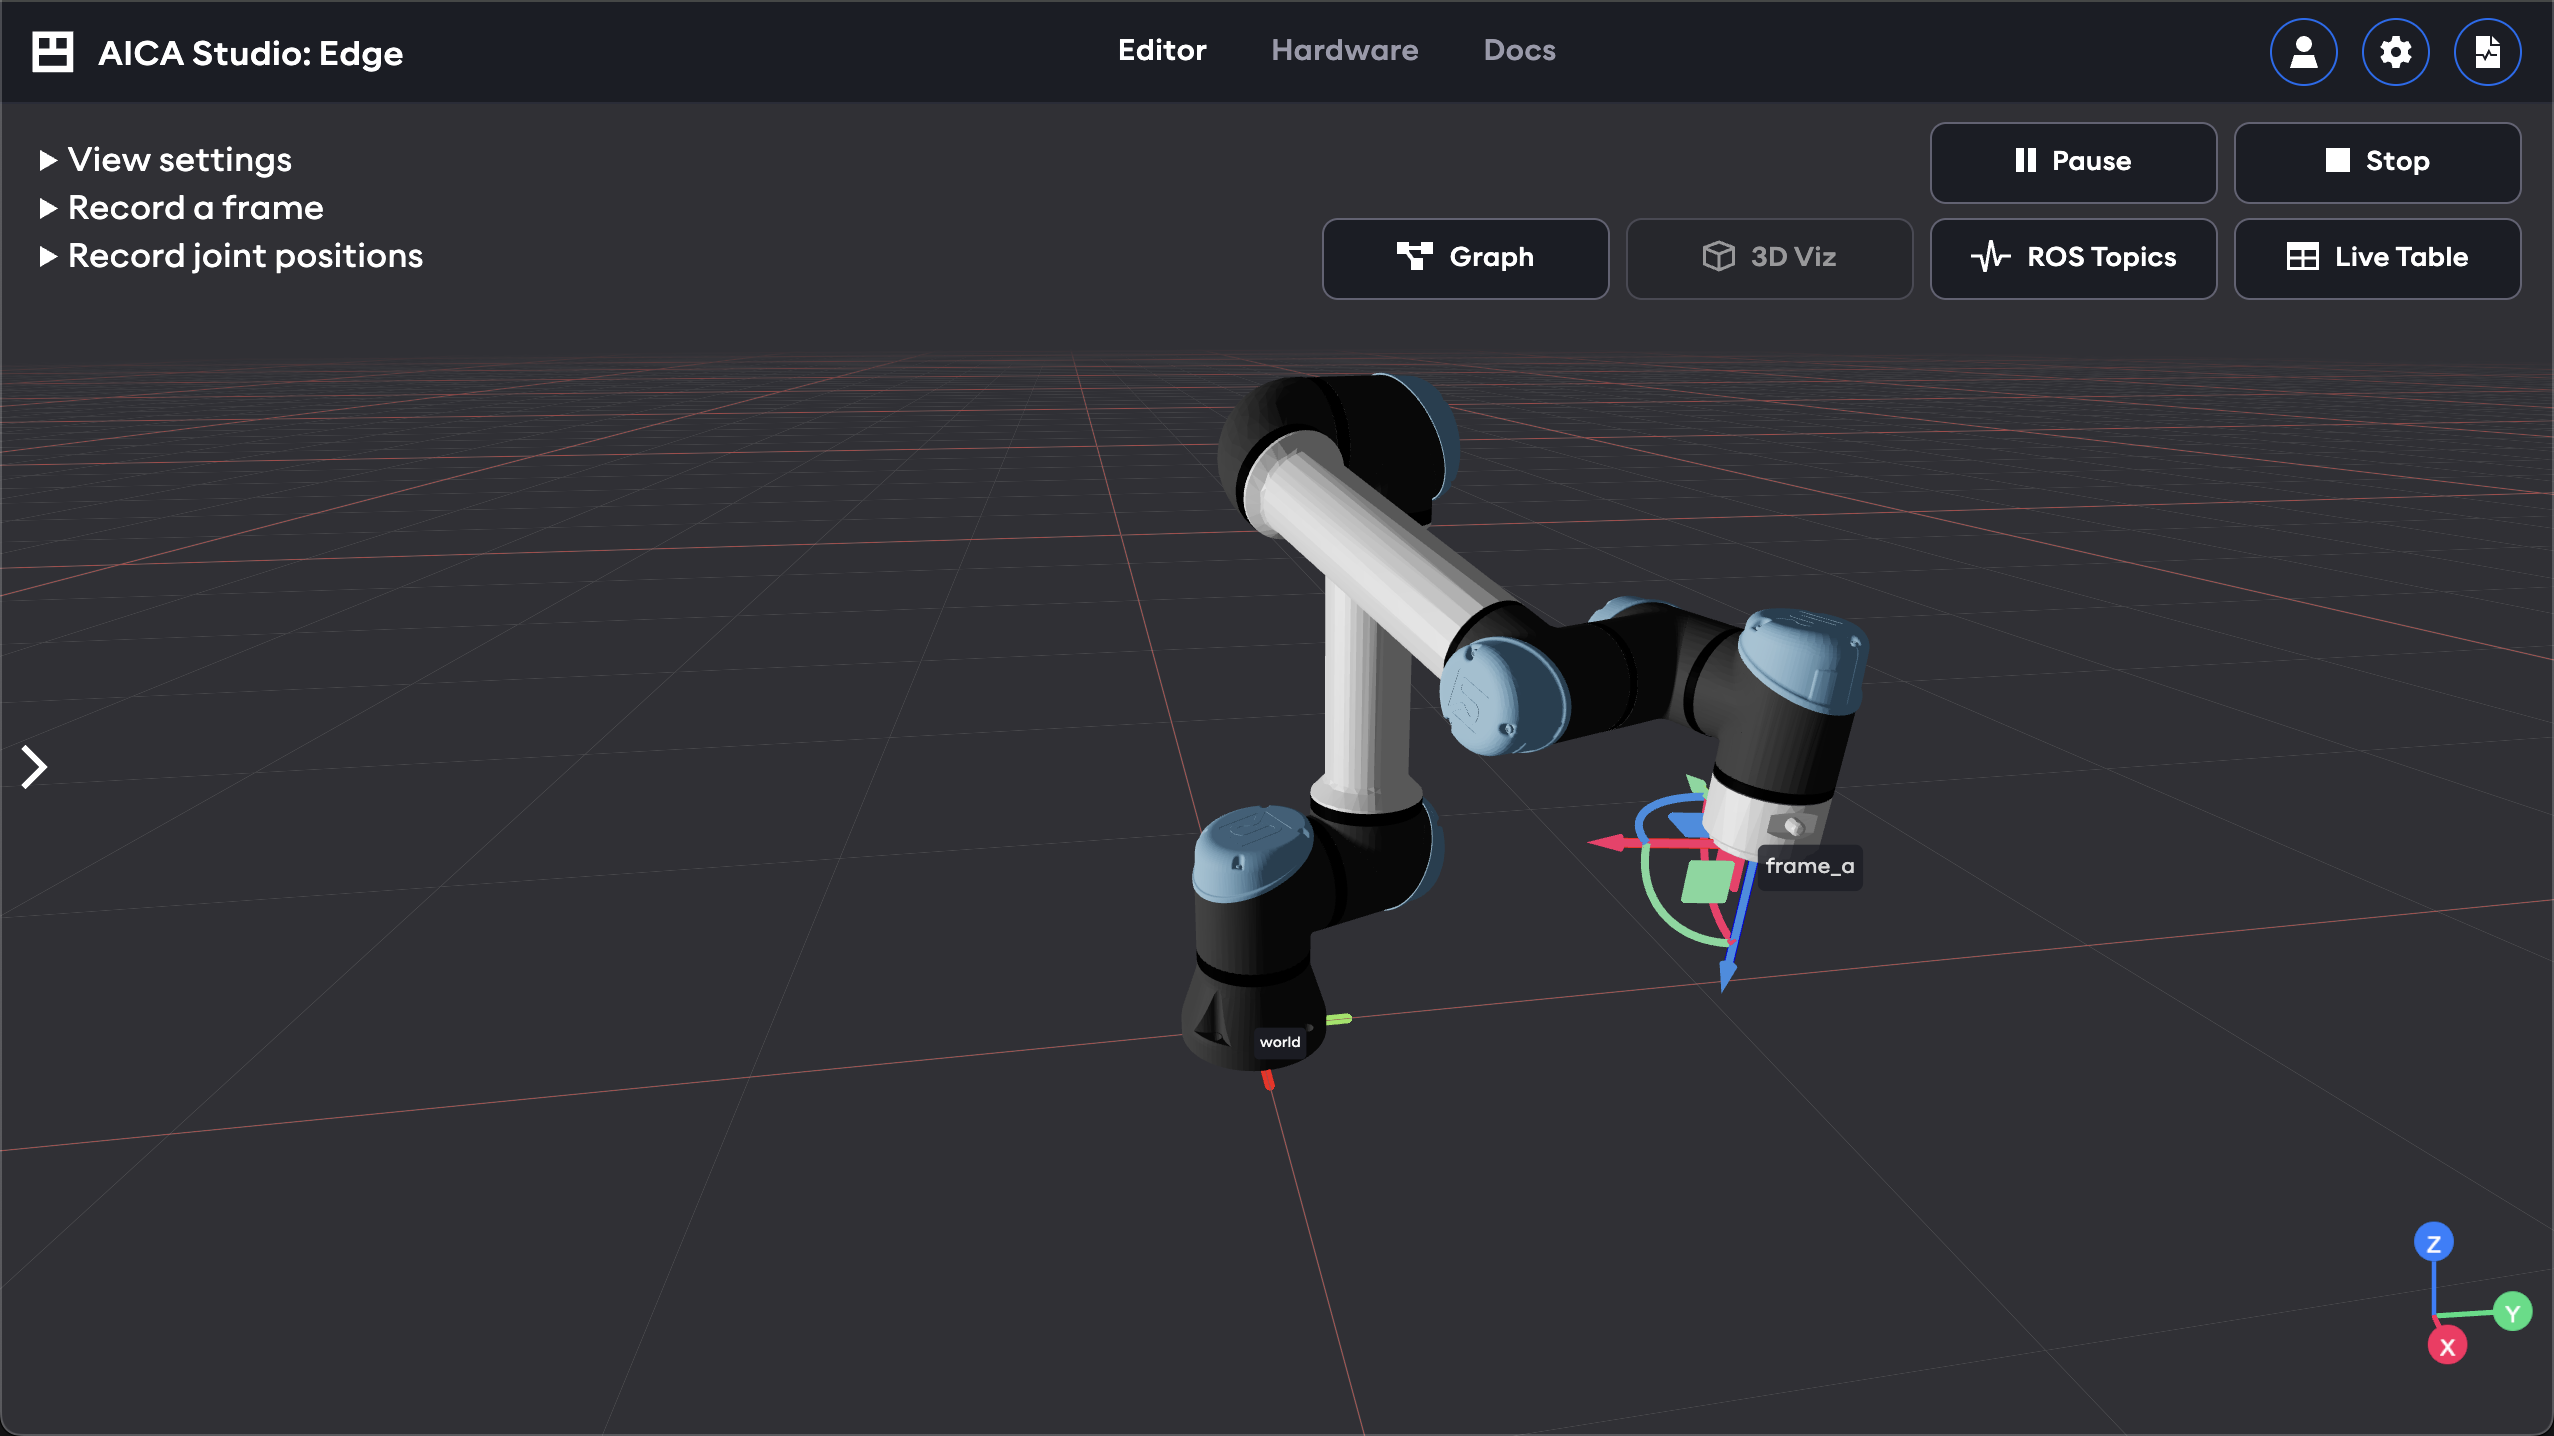 AICA Studio: Edge
Editor
Hardware
Docs
View settings
Record a frame
Record joint positions
Pause
Stop
Graph
3D Viz
ROS Topics
Live Table
frame_a
world
Z
Y
X